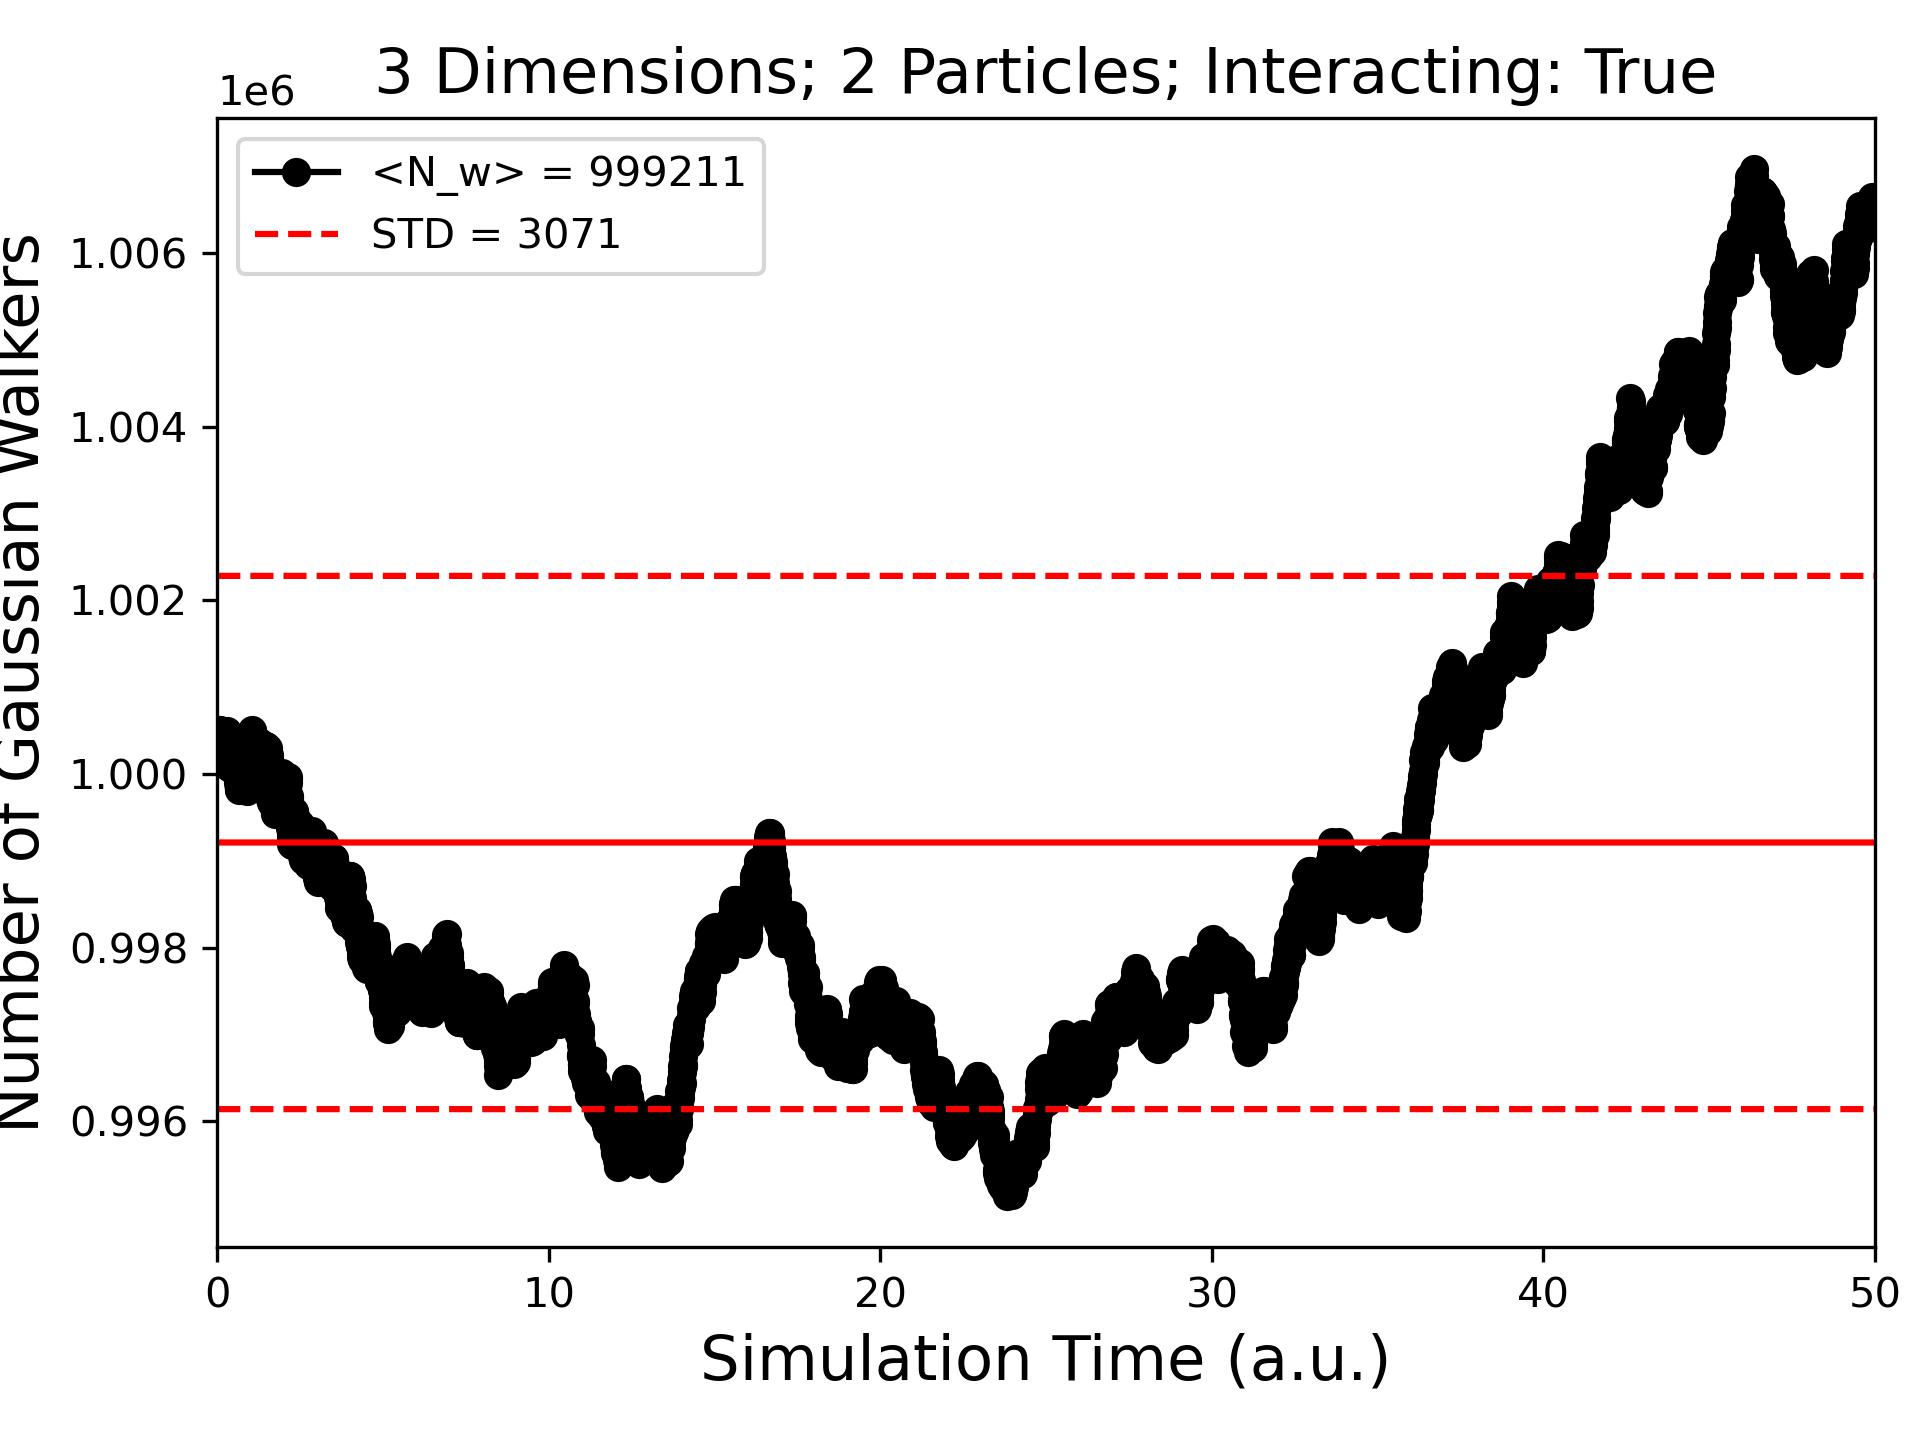 3 Dimensions; 2 Particles; Interacting: True
1e6
<N_w> = 999211
STD = 3071
Number of Gaussian Walkers
1.006
1.004
1.002
1.000
0.998
0.996
0
10
20
30
40
50
Simulation Time (a.u.)